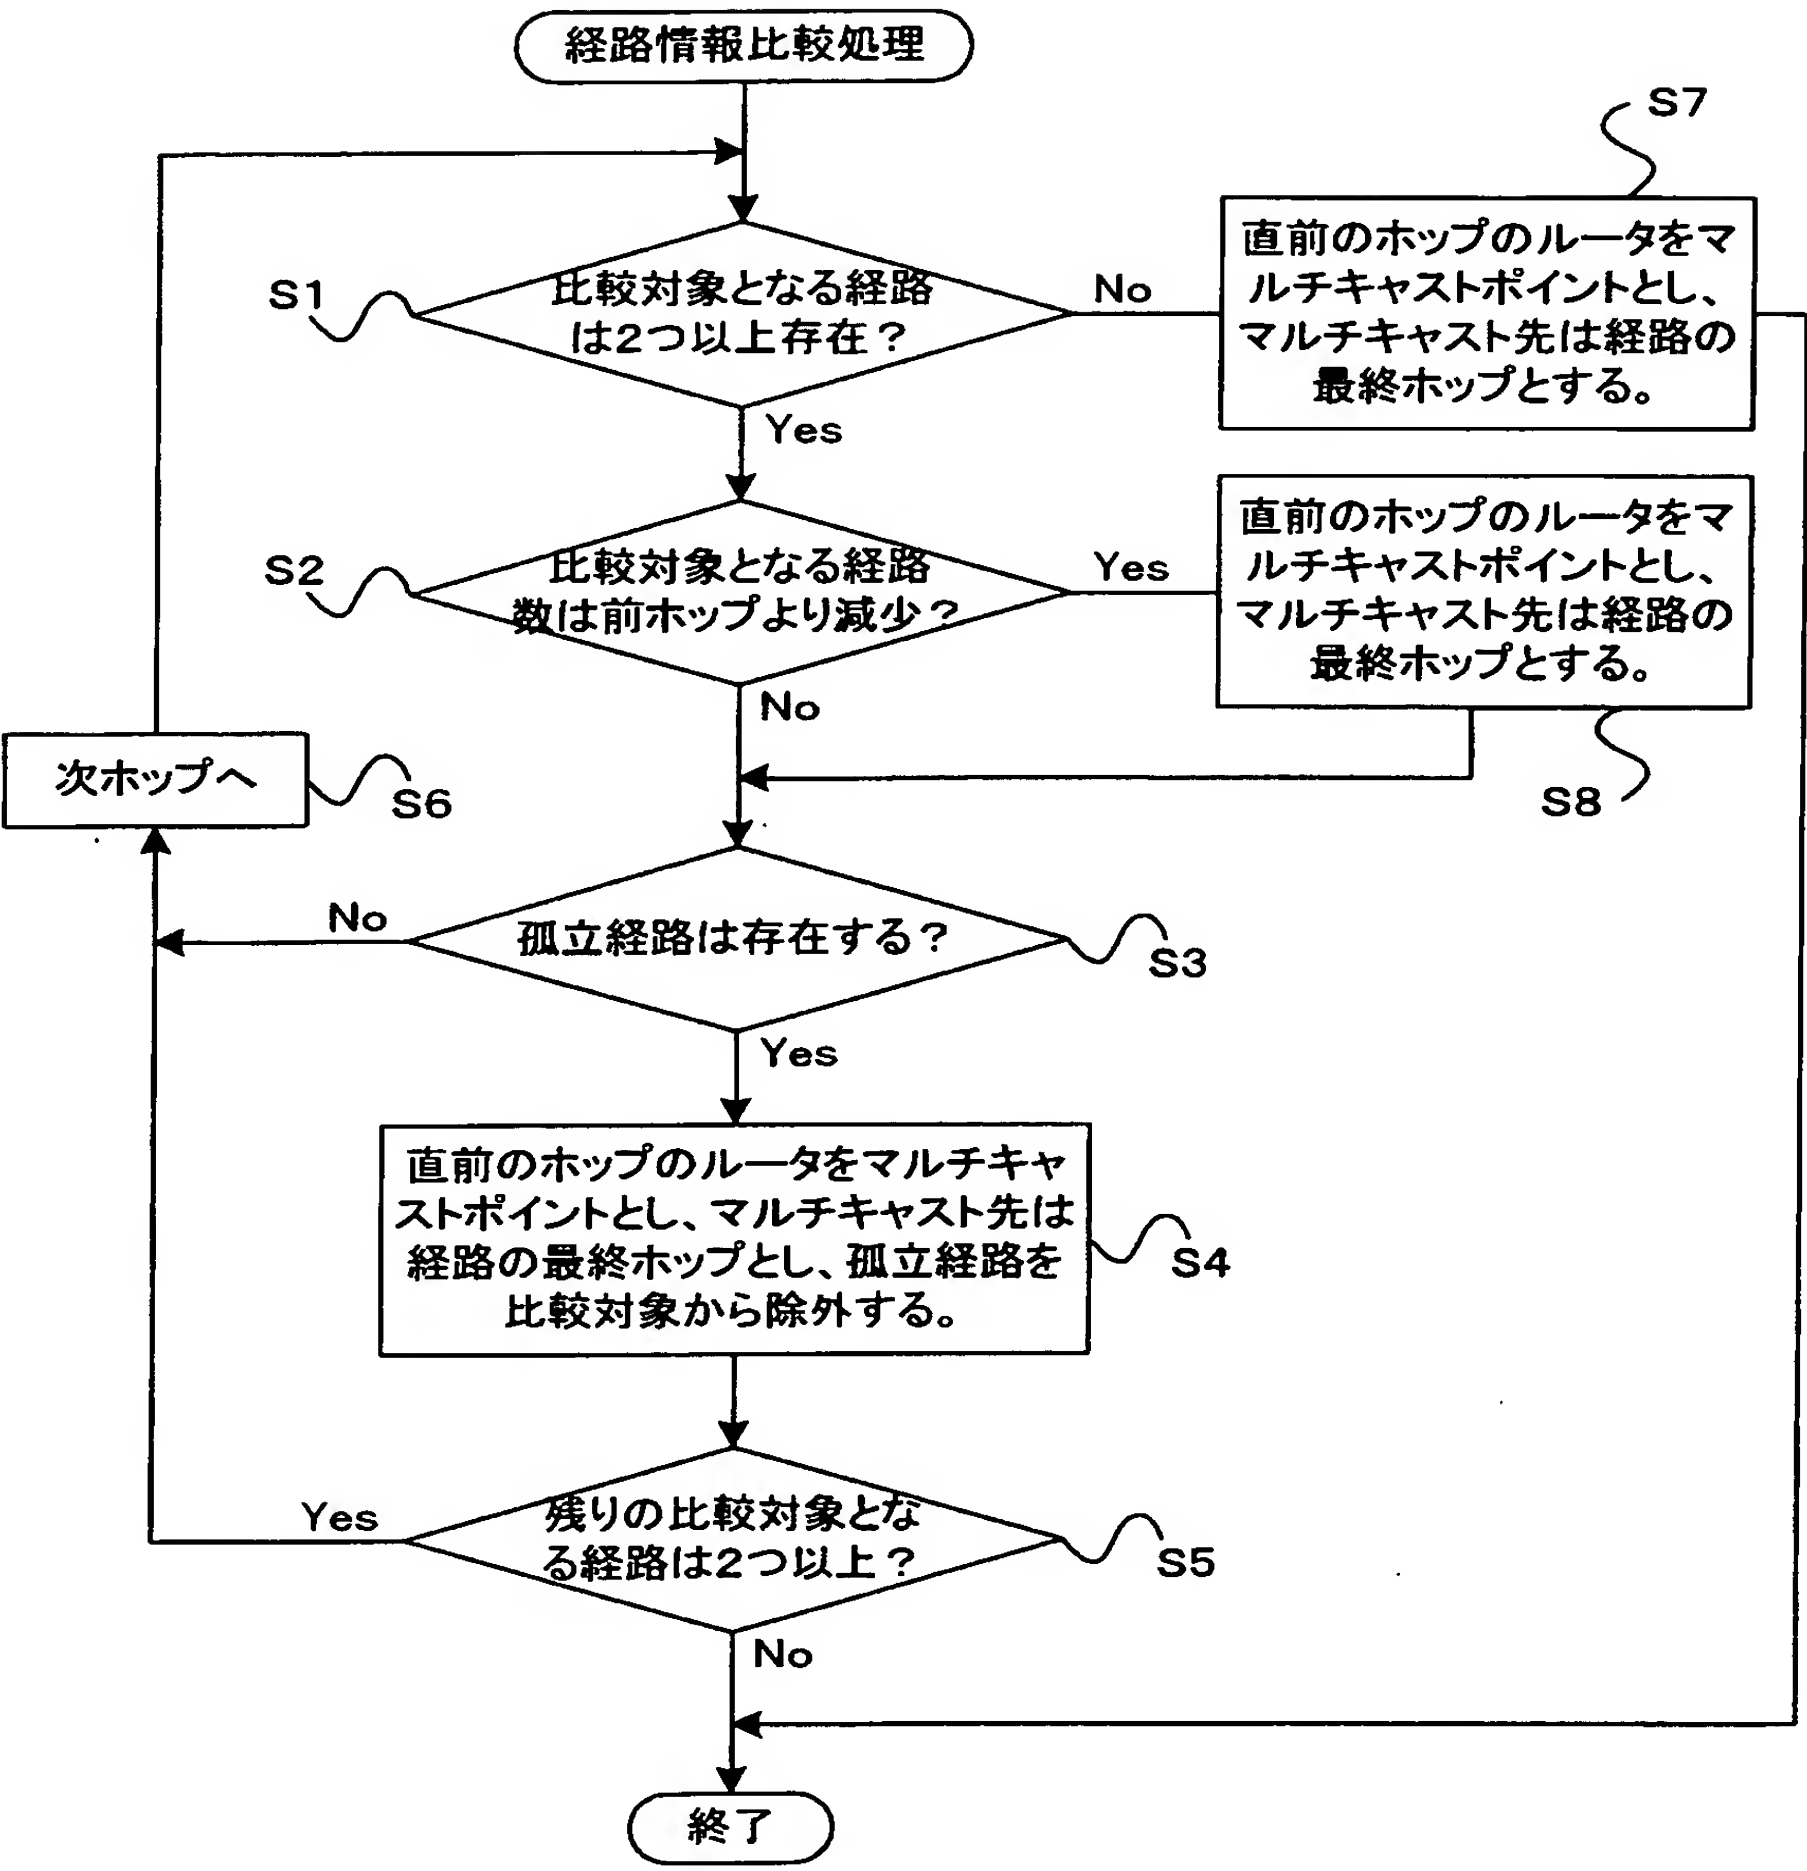 経路情報比較処理
S7
直前のホップのルータをマ
ルチキャストポイントとし、
マルチキャスト先は経路の
最終ホップとする。
S1
比較対象となる経路
は2つ以上存在？
No
Yes
S2
比較対象となる経路
数は前ホップより減少？
Yes
直前のホップのルータをマ
ルチキャストポイントとし、
マルチキャスト先は経路の
最終ホップとする。
No
次ホップへ
S6
S8
No
孤立経路は存在する？
S3
Yes
直前のホップのルータをマルチキャ
ストポイントとし、マルチキャスト先は
経路の最終ホップとし、孤立経路を
比較対象から除外する。
S4
Yes
残りの比較対象とな
る経路は2つ以上？
S5
No
終了